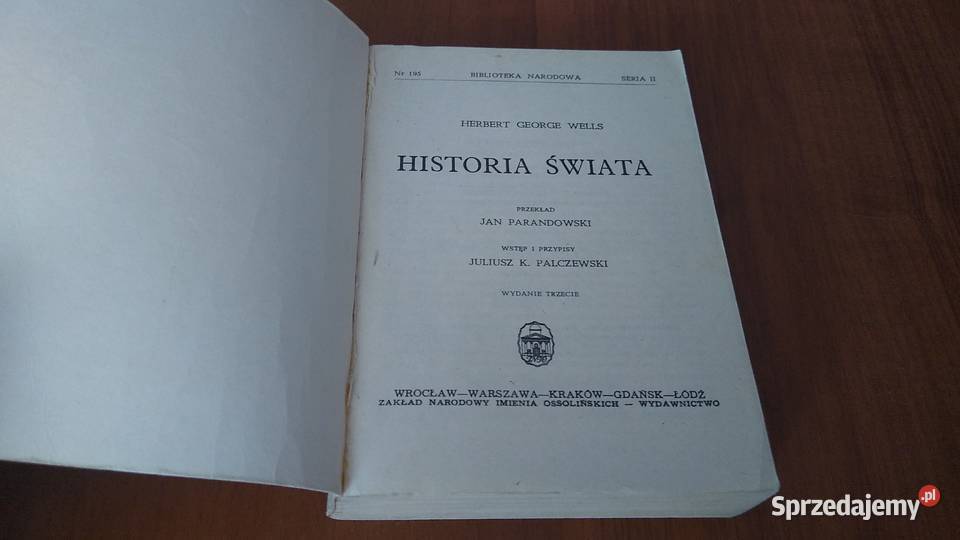 Nr 195 BIBLIOTEKA NARODOWA SERIA II
HERBERT GEORGE WELLS
HISTORIA ŚWIATA
PRZEKŁAD
JAN PARANDOWSKI
WSTĘP I PRZYPISY
JULIUSZ K. PALCZEWSKI
WYDANIE TRZECIE
WROCŁAW—WARSZAWA—KRAKÓW—GDAŃSK—ŁÓDŹ
ZAKŁAD NARODOWY IMIENIA OSSOLIŃSKICH — WYDAWNICTWO
Sprzedajemy.pl